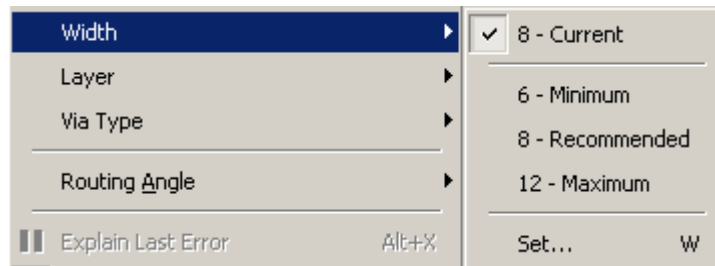 Width
Layer
Via Type
Routing Angle
Explain Last Error Alt+X
8 - Current
6 - Minimum
8 - Recommended
12 - Maximum
Set... W